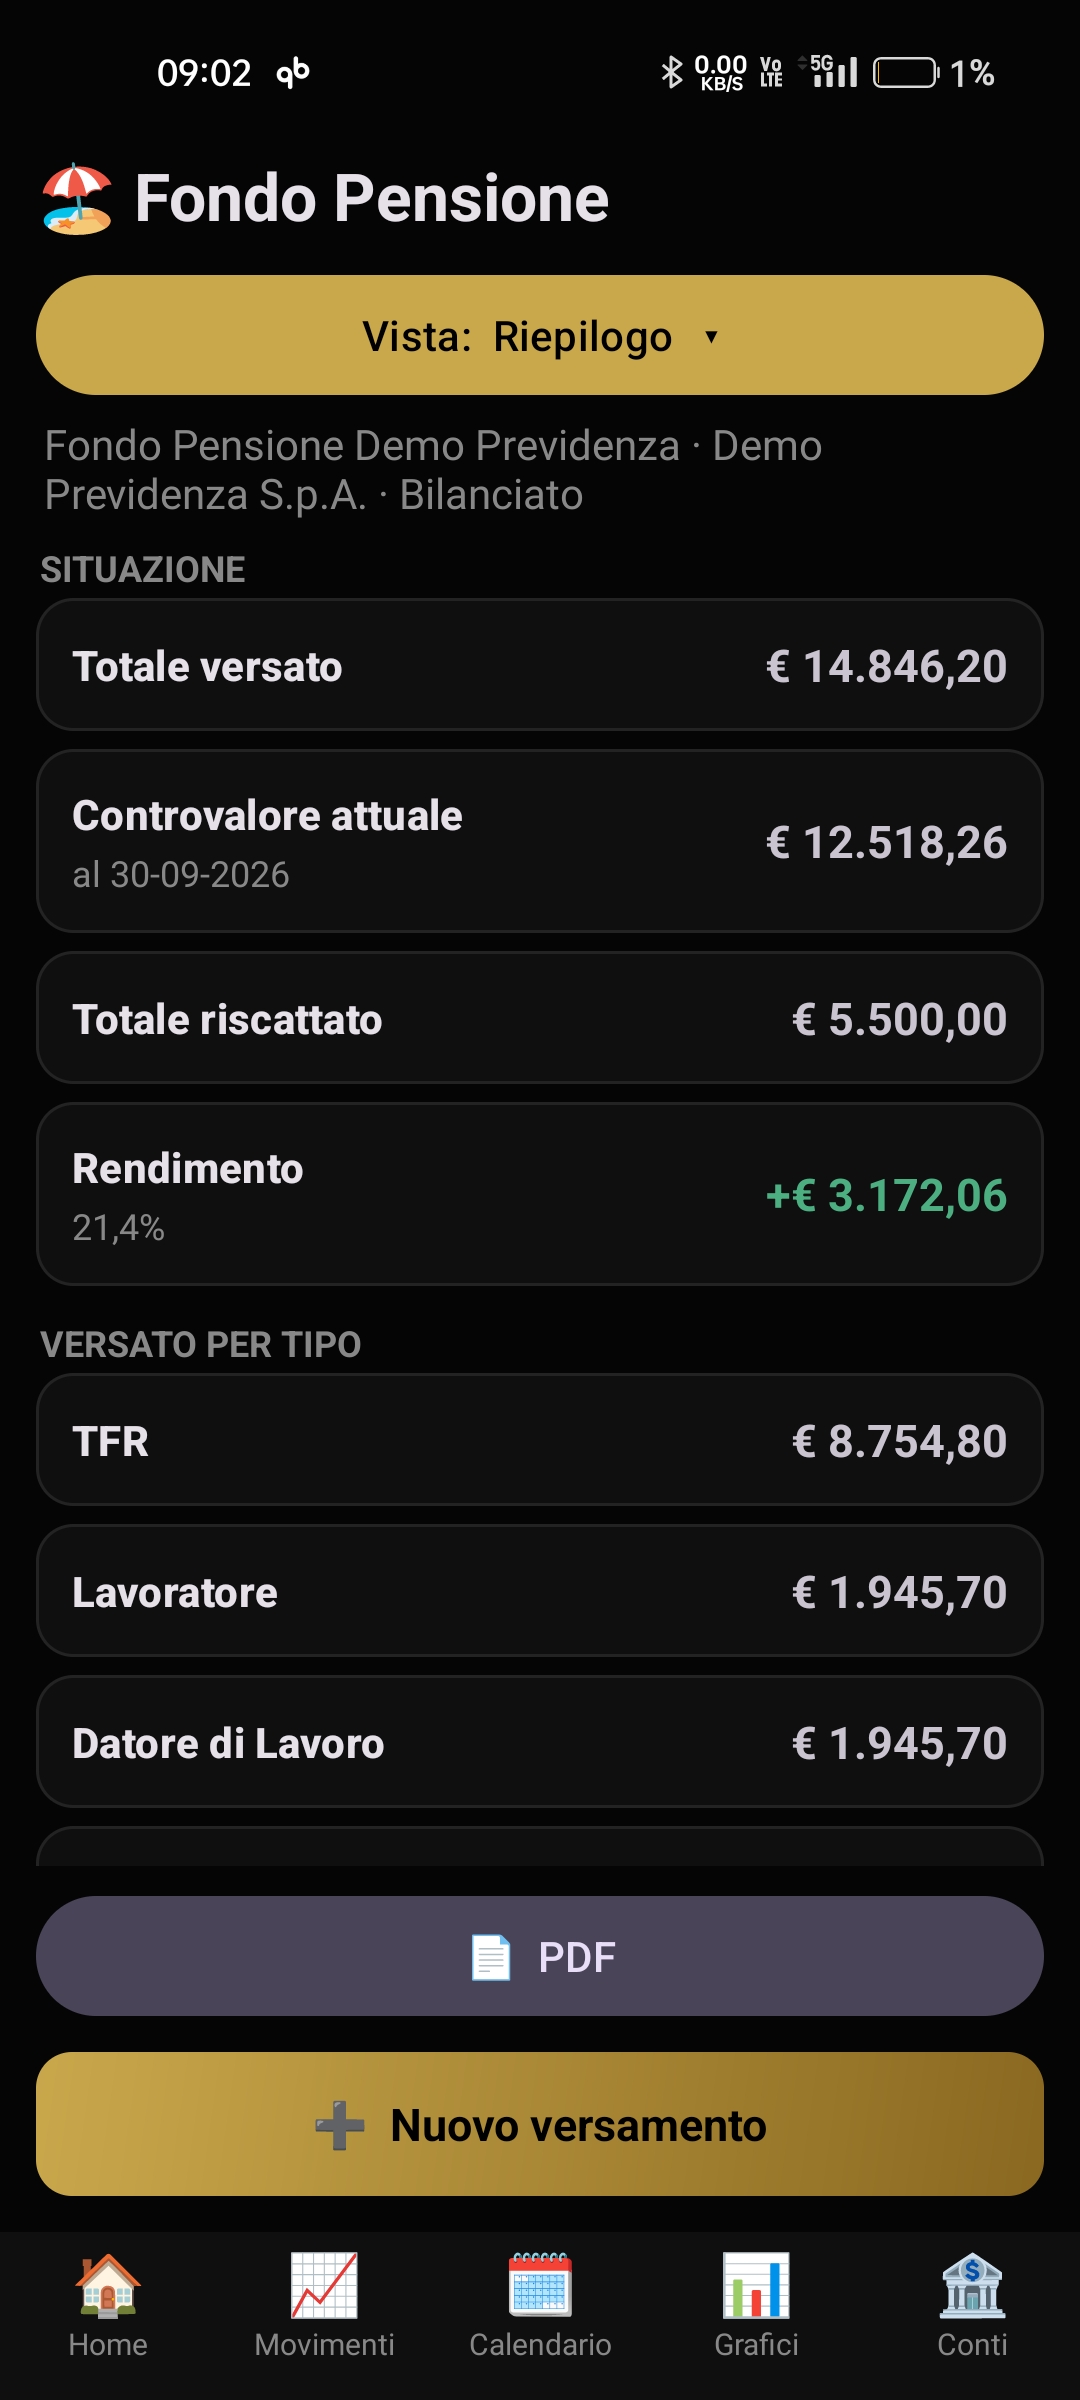 09:02
0.00 KB/S Vo LTE 5G 1%
Fondo Pensione
Vista: Riepilogo ▾
Fondo Pensione Demo Previdenza · Demo
Previdenza S.p.A. · Bilanciato
SITUAZIONE
Totale versato € 14.846,20
Controvalore attuale € 12.518,26
al 30-09-2026
Totale riscattato € 5.500,00
Rendimento +€ 3.172,06
21,4%
VERSATO PER TIPO
TFR € 8.754,80
Lavoratore € 1.945,70
Datore di Lavoro € 1.945,70
PDF
Nuovo versamento
Home Movimenti Calendario Grafici Conti